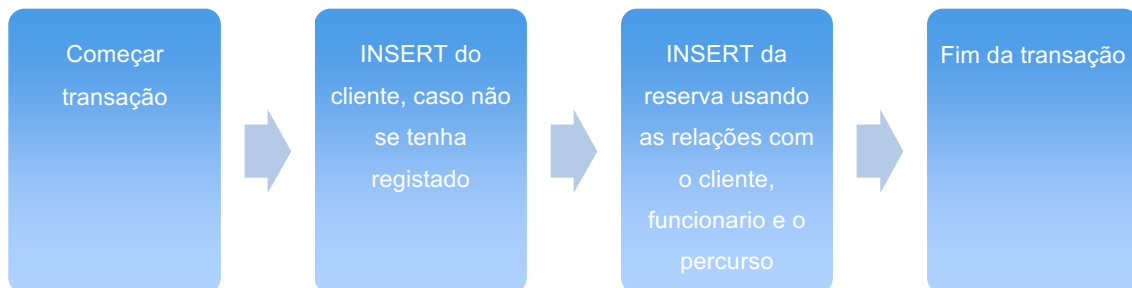 Começar
transação
INSERT do
cliente, caso não
se tenha
registado
INSERT da
reserva usando
as relações com
o cliente,
funcionario e o
percurso
Fim da transação